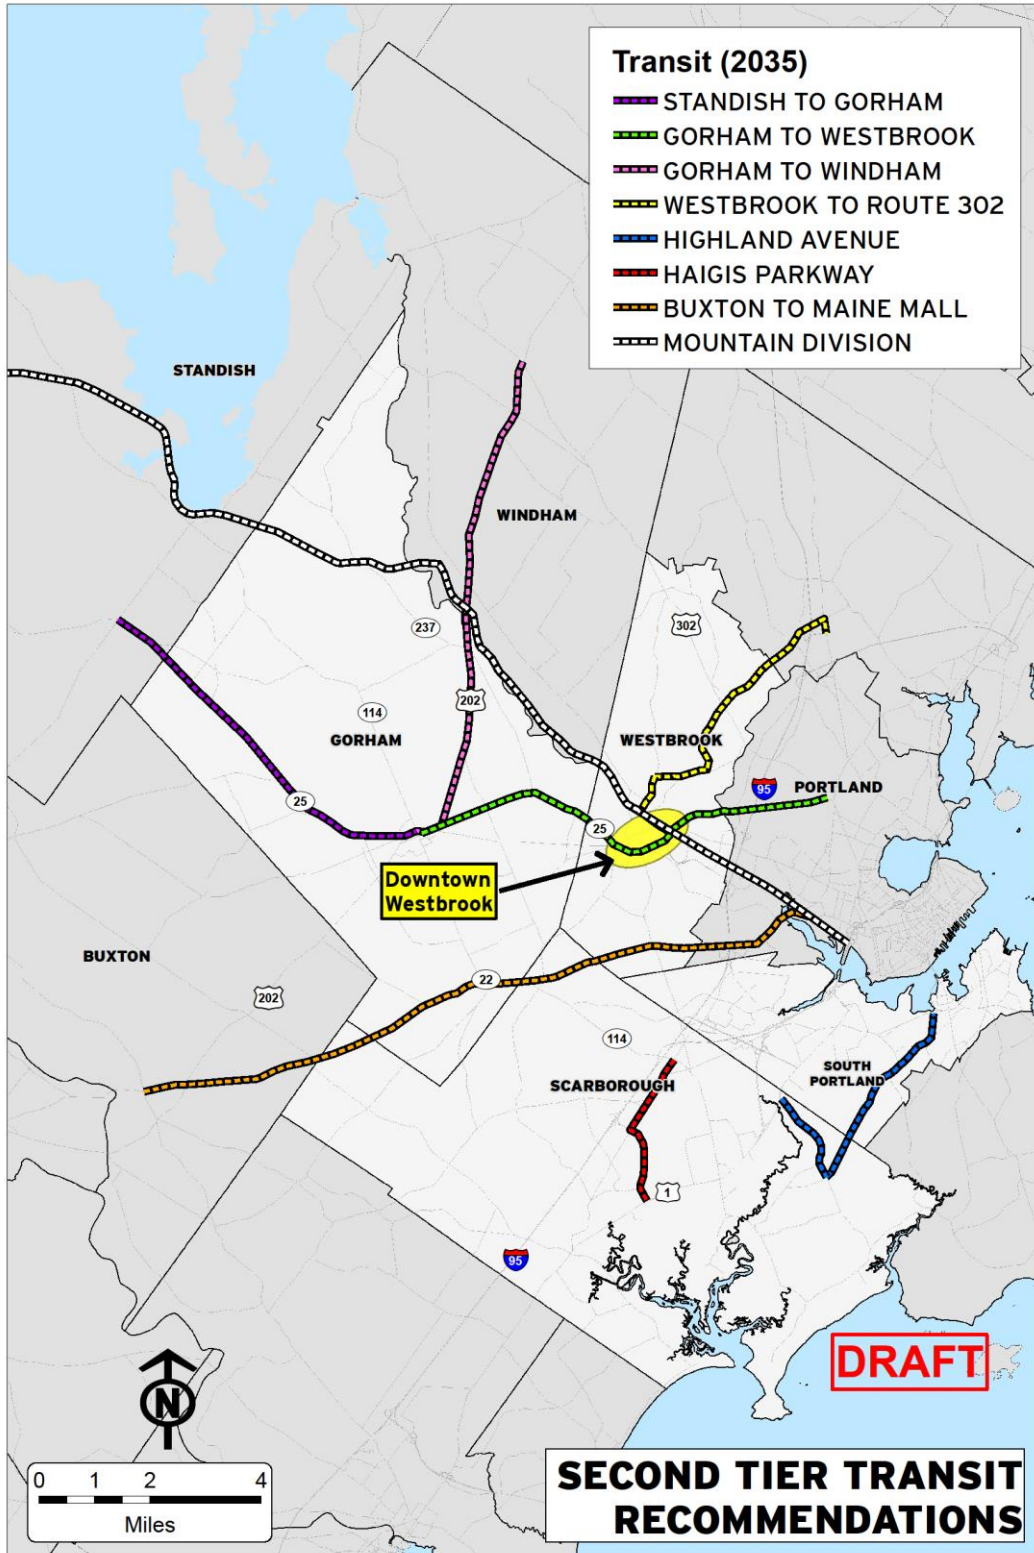 Transit (2035)
STANDISH TO GORHAM
GORHAM TO WESTBROOK
GORHAM TO WINDHAM
WESTBROOK TO ROUTE 302
HIGHLAND AVENUE
HAIGIS PARKWAY
BUXTON TO MAINE MALL
MOUNTAIN DIVISION
STANDISH
WINDHAM
237
302
202
114
GORHAM
WESTBROOK
95
PORTLAND
25
25
Downtown
Westbrook
BUXTON
202
22
114
SCARBOROUGH
SOUTH
PORTLAND
1
95
DRAFT
N
0 1 2 4
Miles
SECOND TIER TRANSIT
RECOMMENDATIONS